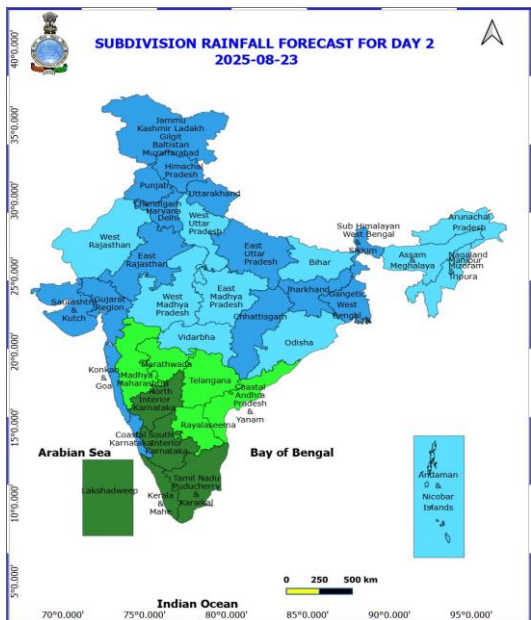 SUBDIVISION RAINFALL FORECAST FOR DAY 2
2025-08-23
40°0.000'
35°0.000'
30°0.000'
25°0.000'
20°0.000'
15°0.000'
10°0.000'
5°0.000'
Jammu
Kashmir Ladakh
Gilgit
Baltistan
Muzaffarabad
Himachal
Pradesh
Punjab
Uttarakhand
Chandigarh
Haryana
Delhi
West
Uttar Pradesh
West
Rajasthan
East
Rajasthan
East
Uttar
Pradesh
Sub Himalayan
West Bengal
&
Sikkim
Arunachal
Pradesh
Assam
&
Meghalaya
Nagaland
Manipur
Mizoram
Tripura
Bihar
Saurashtra
&
Kutch
Gujarat
Region
West
Madhya
Pradesh
East
Madhya
Pradesh
Jharkhand
Gangetic
West
Bengal
Chhattisgarh
Vidarbha
Odisha
Konkan
&
Goa
Madhya
Maharashtra
Marathwada
Telangana
North
Interior
Karnataka
Coastal
Andhra
Pradesh
&
Yanam
Rayalaseema
Coastal
Karnataka
South
Interior
Karnataka
Arabian Sea
Bay of Bengal
Lakshadweep
Kerala
&
Mahe
Tamil Nadu
Puducherry
&
Karaikal
Andaman
&
Nicobar
Islands
0 250 500 km
Indian Ocean
70°0.000' 75°0.000' 80°0.000' 85°0.000' 90°0.000' 95°0.000'